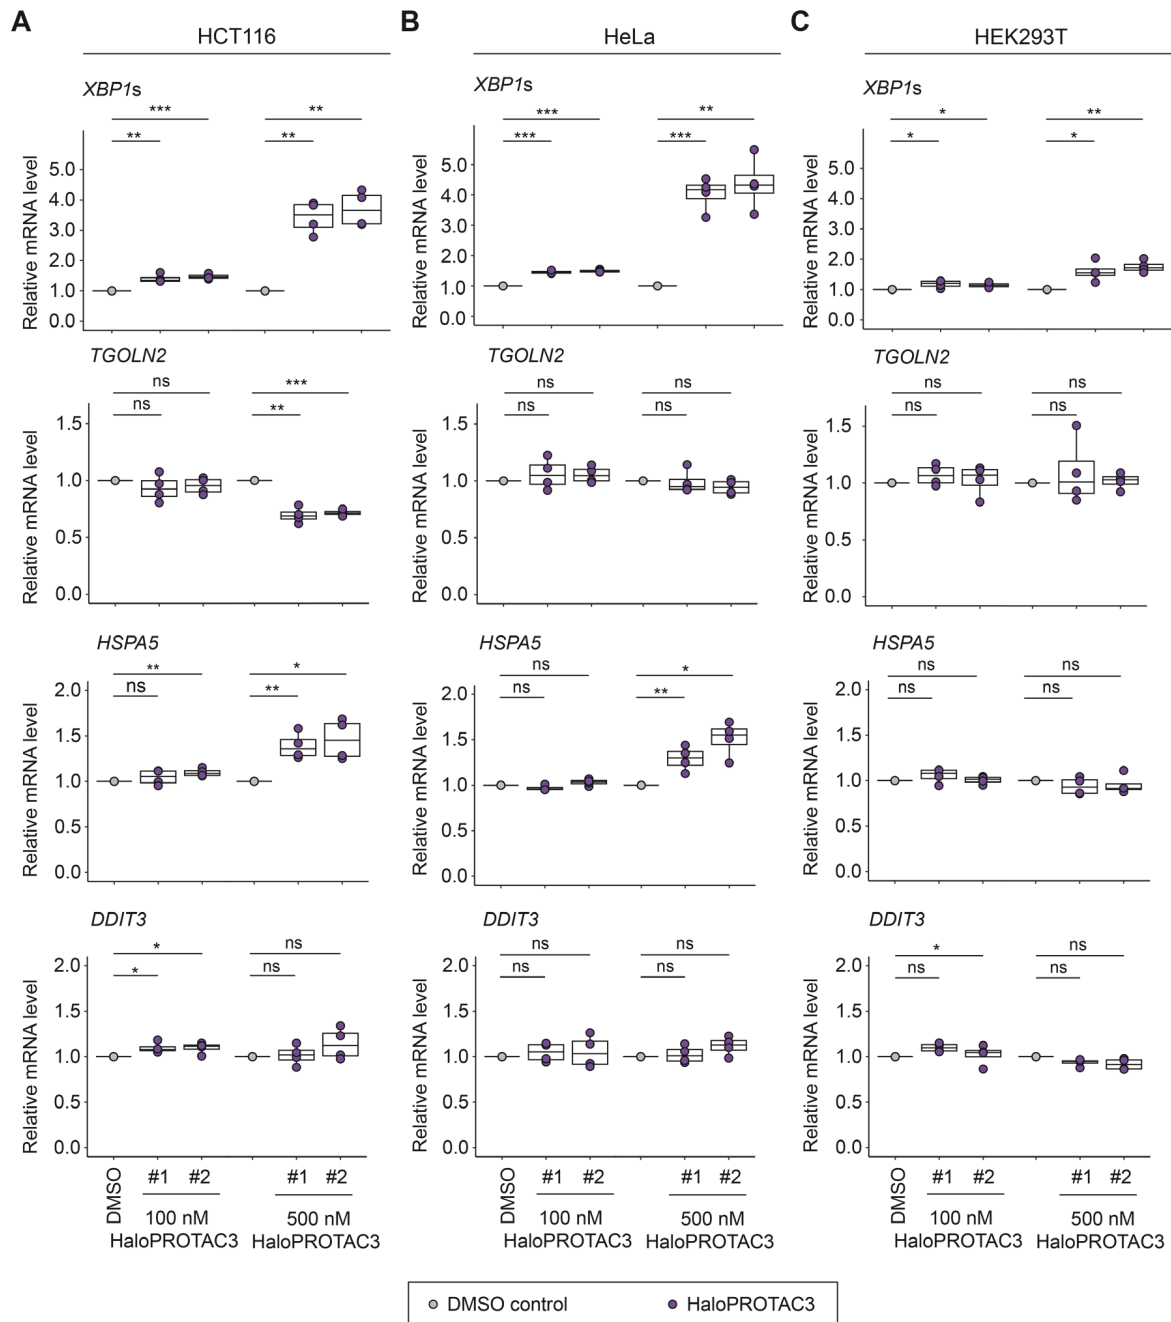 A
HCT116
XBP1s
***
**
**
**
Relative mRNA level
5.0
4.0
3.0
2.0
1.0
0.0
TGOLN2
ns
***
ns
**
Relative mRNA level
1.5
1.0
0.5
0.0
HSPA5
**
*
ns
**
Relative mRNA level
2.0
1.5
1.0
0.5
0.0
DDIT3
*
ns
*
ns
Relative mRNA level
2.0
1.5
1.0
0.5
0.0
DMSO
#1 #2 #1 #2
100 nM 500 nM
HaloPROTAC3 HaloPROTAC3
B
HeLa
XBP1s
***
**
***
***
Relative mRNA level
5.0
4.0
3.0
2.0
1.0
0.0
TGOLN2
ns
ns
ns
ns
Relative mRNA level
1.5
1.0
0.5
0.0
HSPA5
ns
*
ns
**
Relative mRNA level
2.0
1.5
1.0
0.5
0.0
DDIT3
ns
ns
ns
ns
Relative mRNA level
2.0
1.5
1.0
0.5
0.0
DMSO
#1 #2 #1 #2
100 nM 500 nM
HaloPROTAC3 HaloPROTAC3
C
HEK293T
XBP1s
*
**
*
*
Relative mRNA level
5.0
4.0
3.0
2.0
1.0
0.0
TGOLN2
ns
ns
ns
ns
Relative mRNA level
1.5
1.0
0.5
0.0
HSPA5
ns
ns
ns
ns
Relative mRNA level
2.0
1.5
1.0
0.5
0.0
DDIT3
*
ns
ns
ns
Relative mRNA level
2.0
1.5
1.0
0.5
0.0
DMSO
#1 #2 #1 #2
100 nM 500 nM
HaloPROTAC3 HaloPROTAC3
DMSO control HaloPROTAC3